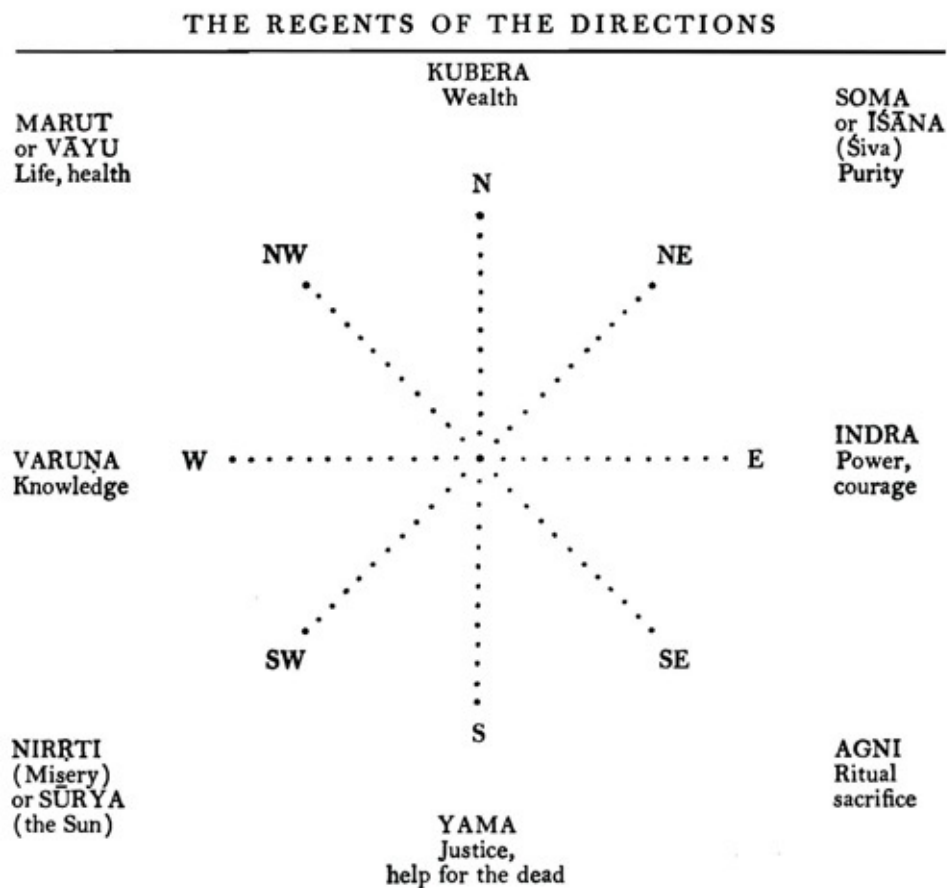 THE REGENTS OF THE DIRECTIONS
KUBERA
Wealth
MARUT
or VĀYU
Life, health
SOMA
or ĪŚĀNA
(Śiva)
Purity
N
NW
NE
VARUṆA
Knowledge
W
E
INDRA
Power,
courage
SW
SE
S
NIRṚTI
(Misery)
or SŪRYA
(the Sun)
AGNI
Ritual
sacrifice
YAMA
Justice,
help for the dead